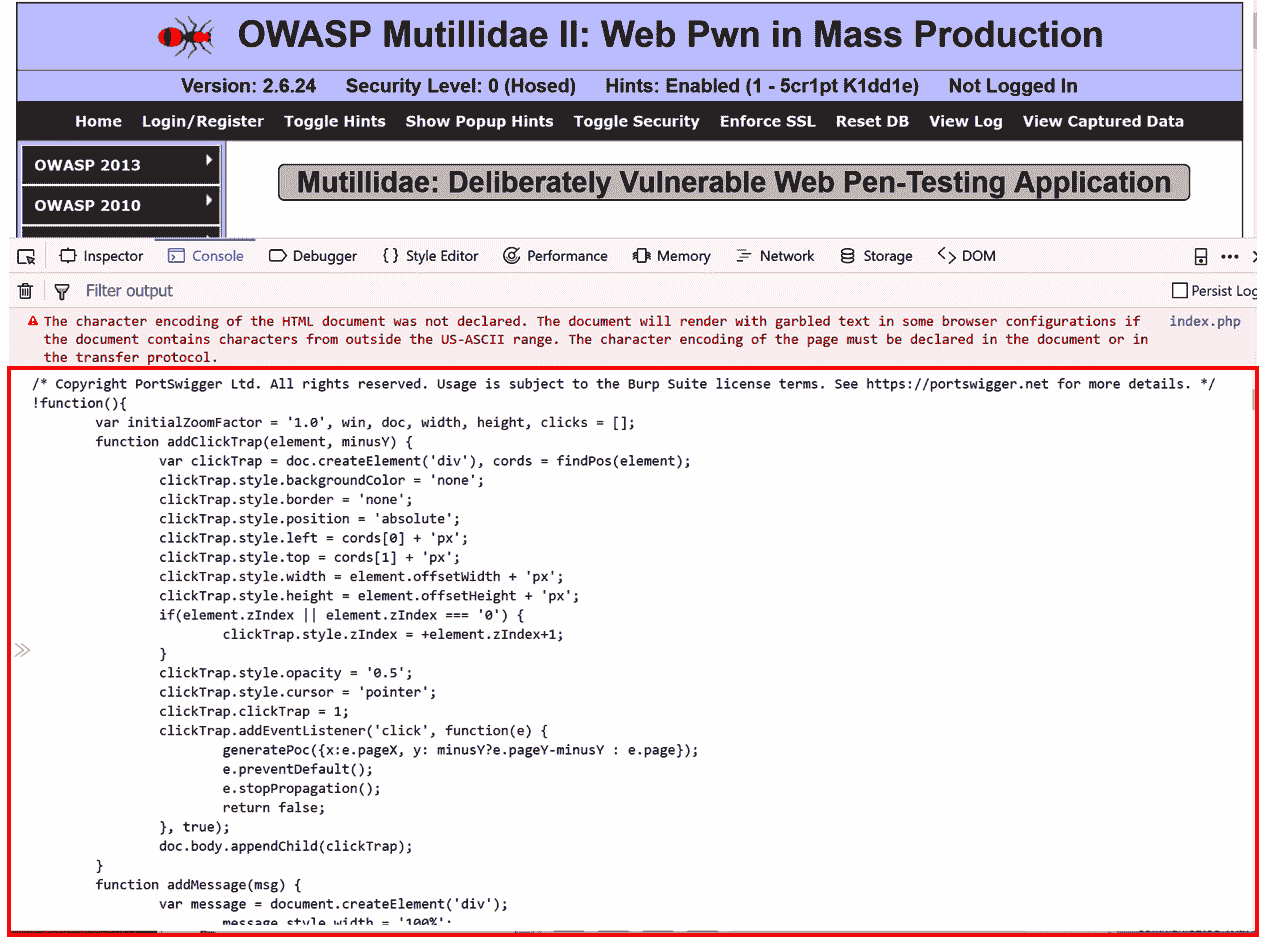 OWASP Mutillidae II: Web Pwn in Mass Production
Version: 2.6.24 Security Level: 0 (Hosed) Hints: Enabled (1 - 5cr1pt K1dd1e) Not Logged In
Home Login/Register Toggle Hints Show Popup Hints Toggle Security Enforce SSL Reset DB View Log View Captured Data
OWASP 2013
Mutillidae: Deliberately Vulnerable Web Pen-Testing Application
OWASP 2010
Inspector Console Debugger {} Style Editor Performance Memory Network Storage DOM
Filter output Persist Log
The character encoding of the HTML document was not declared. The document will render with garbled text in some browser configurations if index.php
the document contains characters from outside the US-ASCII range. The character encoding of the page must be declared in the document or in
the transfer protocol.
/* Copyright PortSwigger Ltd. All rights reserved. Usage is subject to the Burp Suite license terms. See https://portswigger.net for more details. */
!function(){
var initialZoomFactor = '1.0', win, doc, width, height, clicks = [];
function addClickTrap(element, minusY) {
var clickTrap = doc.createElement('div'), cords = findPos(element);
clickTrap.style.backgroundColor = 'none';
clickTrap.style.border = 'none';
clickTrap.style.position = 'absolute';
clickTrap.style.left = cords[0] + 'px';
clickTrap.style.top = cords[1] + 'px';
clickTrap.style.width = element.offsetWidth + 'px';
clickTrap.style.height = element.offsetHeight + 'px';
if(element.zIndex || element.zIndex === '0') {
clickTrap.style.zIndex = +element.zIndex+1;
}
clickTrap.style.opacity = '0.5';
clickTrap.style.cursor = 'pointer';
clickTrap.clickTrap = 1;
clickTrap.addEventListener('click', function(e) {
generatePoc({x:e.pageX, y: minusY?e.pageY-minusY : e.page});
e.preventDefault();
e.stopPropagation();
return false;
}, true);
doc.body.appendChild(clickTrap);
}
function addMessage(msg) {
var message = document.createElement('div');
message.style.width = '100%';